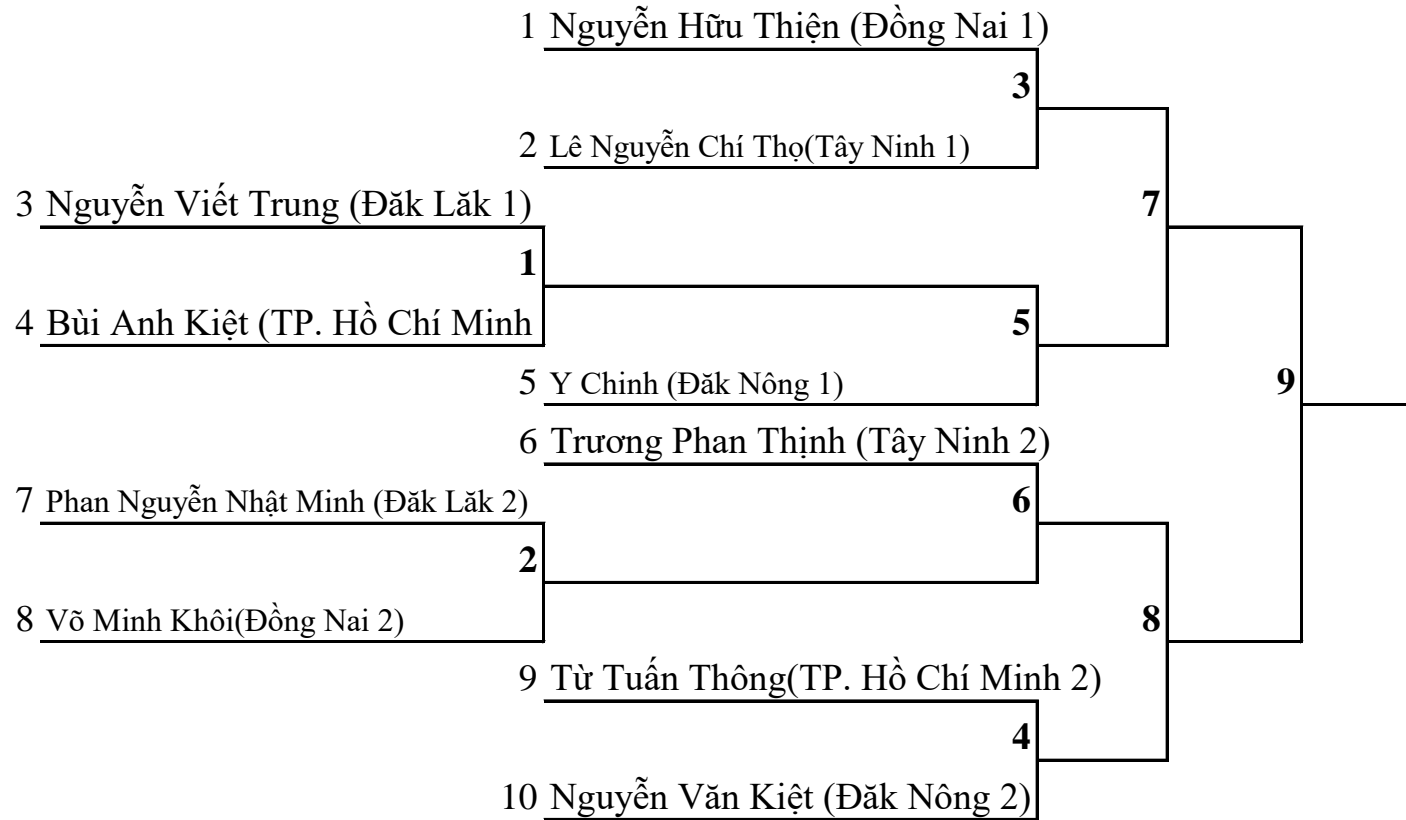 1 Nguyễn Hữu Thiện (Đồng Nai 1)
3
2 Lê Nguyễn Chí Thọ(Tây Ninh 1)
3 Nguyễn Viết Trung (Đăk Lăk 1)
7
1
4 Bùi Anh Kiệt (TP. Hồ Chí Minh
5
5 Y Chinh (Đăk Nông 1)
9
6 Trương Phan Thịnh (Tây Ninh 2)
7 Phan Nguyễn Nhật Minh (Đăk Lăk 2)
6
2
8 Võ Minh Khôi(Đồng Nai 2)
8
9 Từ Tuấn Thông(TP. Hồ Chí Minh 2)
4
10 Nguyễn Văn Kiệt (Đăk Nông 2)